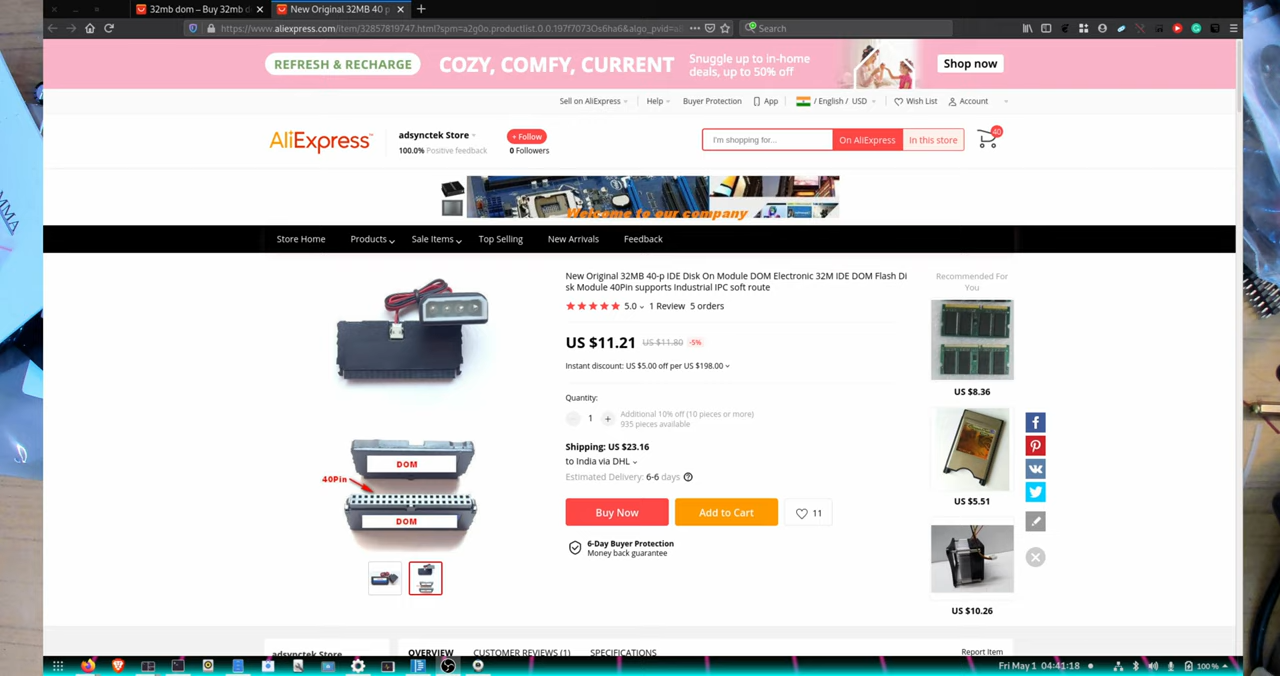 32mb dom – Buy 32mb d
New Original 32MB 40 p
https://www.aliexpress.com/item/32857819747.html?spm=a2g0o.productlist.0.0.197f7073Os6ha6&algo_pvid=a
Search
REFRESH & RECHARGE
COZY, COMFY, CURRENT
Snuggle up to in-home
deals, up to 50% off
Shop now
Sell on AliExpress
Help
Buyer Protection
App
/ English / USD
Wish List
Account
AliExpress
adsynctek Store
100.0% Positive feedback
+ Follow
0 Followers
I'm shopping for...
On AliExpress
In this store
40
Welcome to our company
Store Home
Products
Sale Items
Top Selling
New Arrivals
Feedback
New Original 32MB 40-p IDE Disk On Module DOM Electronic 32M IDE DOM Flash Di
sk Module 40Pin supports Industrial IPC soft route
5.0
1 Review
5 orders
US $11.21
US $11.80
-5%
Instant discount: US $5.00 off per US $198.00
Quantity:
1
Additional 10% off (10 pieces or more)
935 pieces available
Shipping: US $23.16
to India via DHL
Estimated Delivery: 6-6 days
Buy Now
Add to Cart
11
6-Day Buyer Protection
Money back guarantee
DOM
40Pin
DOM
Recommended For
You
US $8.36
US $5.51
US $10.26
adsynctek Store
OVERVIEW
CUSTOMER REVIEWS (1)
SPECIFICATIONS
Report Item
Fri May 1 04:41:18
100 %